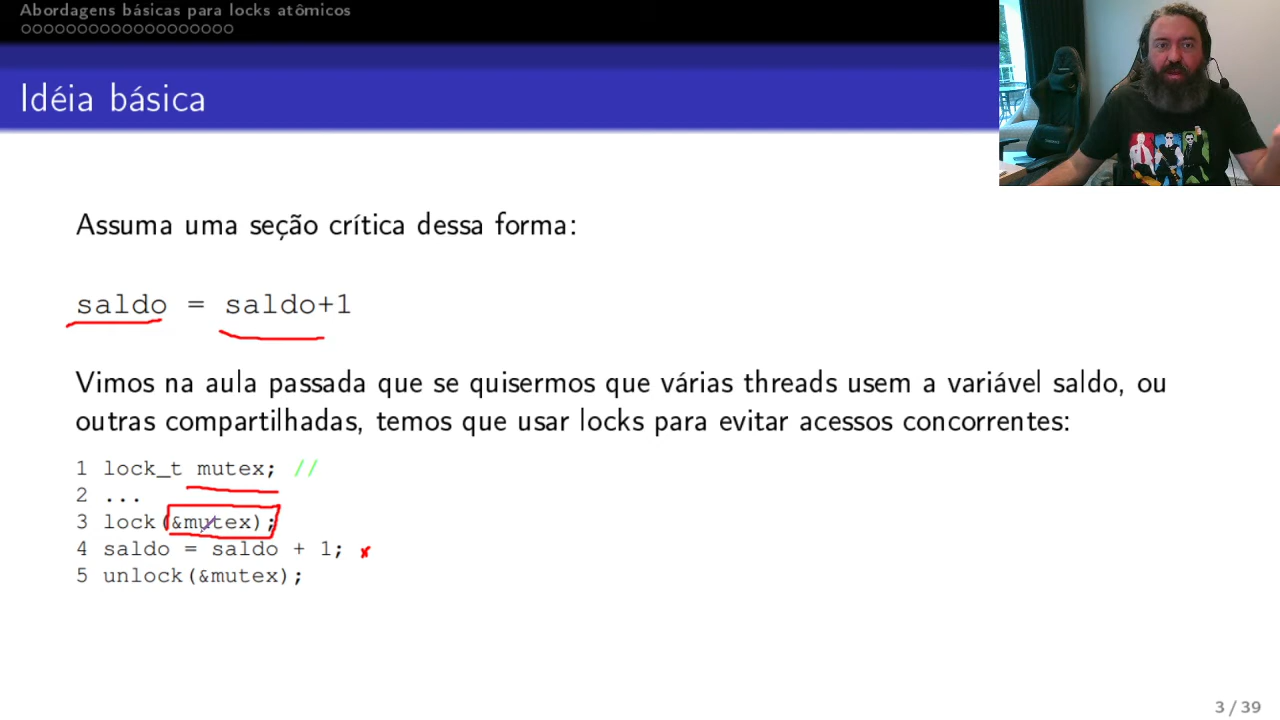 Abordagens básicas para locks atômicos
Idéia básica
Assuma uma seção crítica dessa forma:
saldo = saldo+1
Vimos na aula passada que se quisermos que várias threads usem a variável saldo, ou
outras compartilhadas, temos que usar locks para evitar acessos concorrentes:
1 lock_t mutex; //
2 ...
3 lock(&mutex);
4 saldo = saldo + 1;
5 unlock(&mutex);
3 / 39